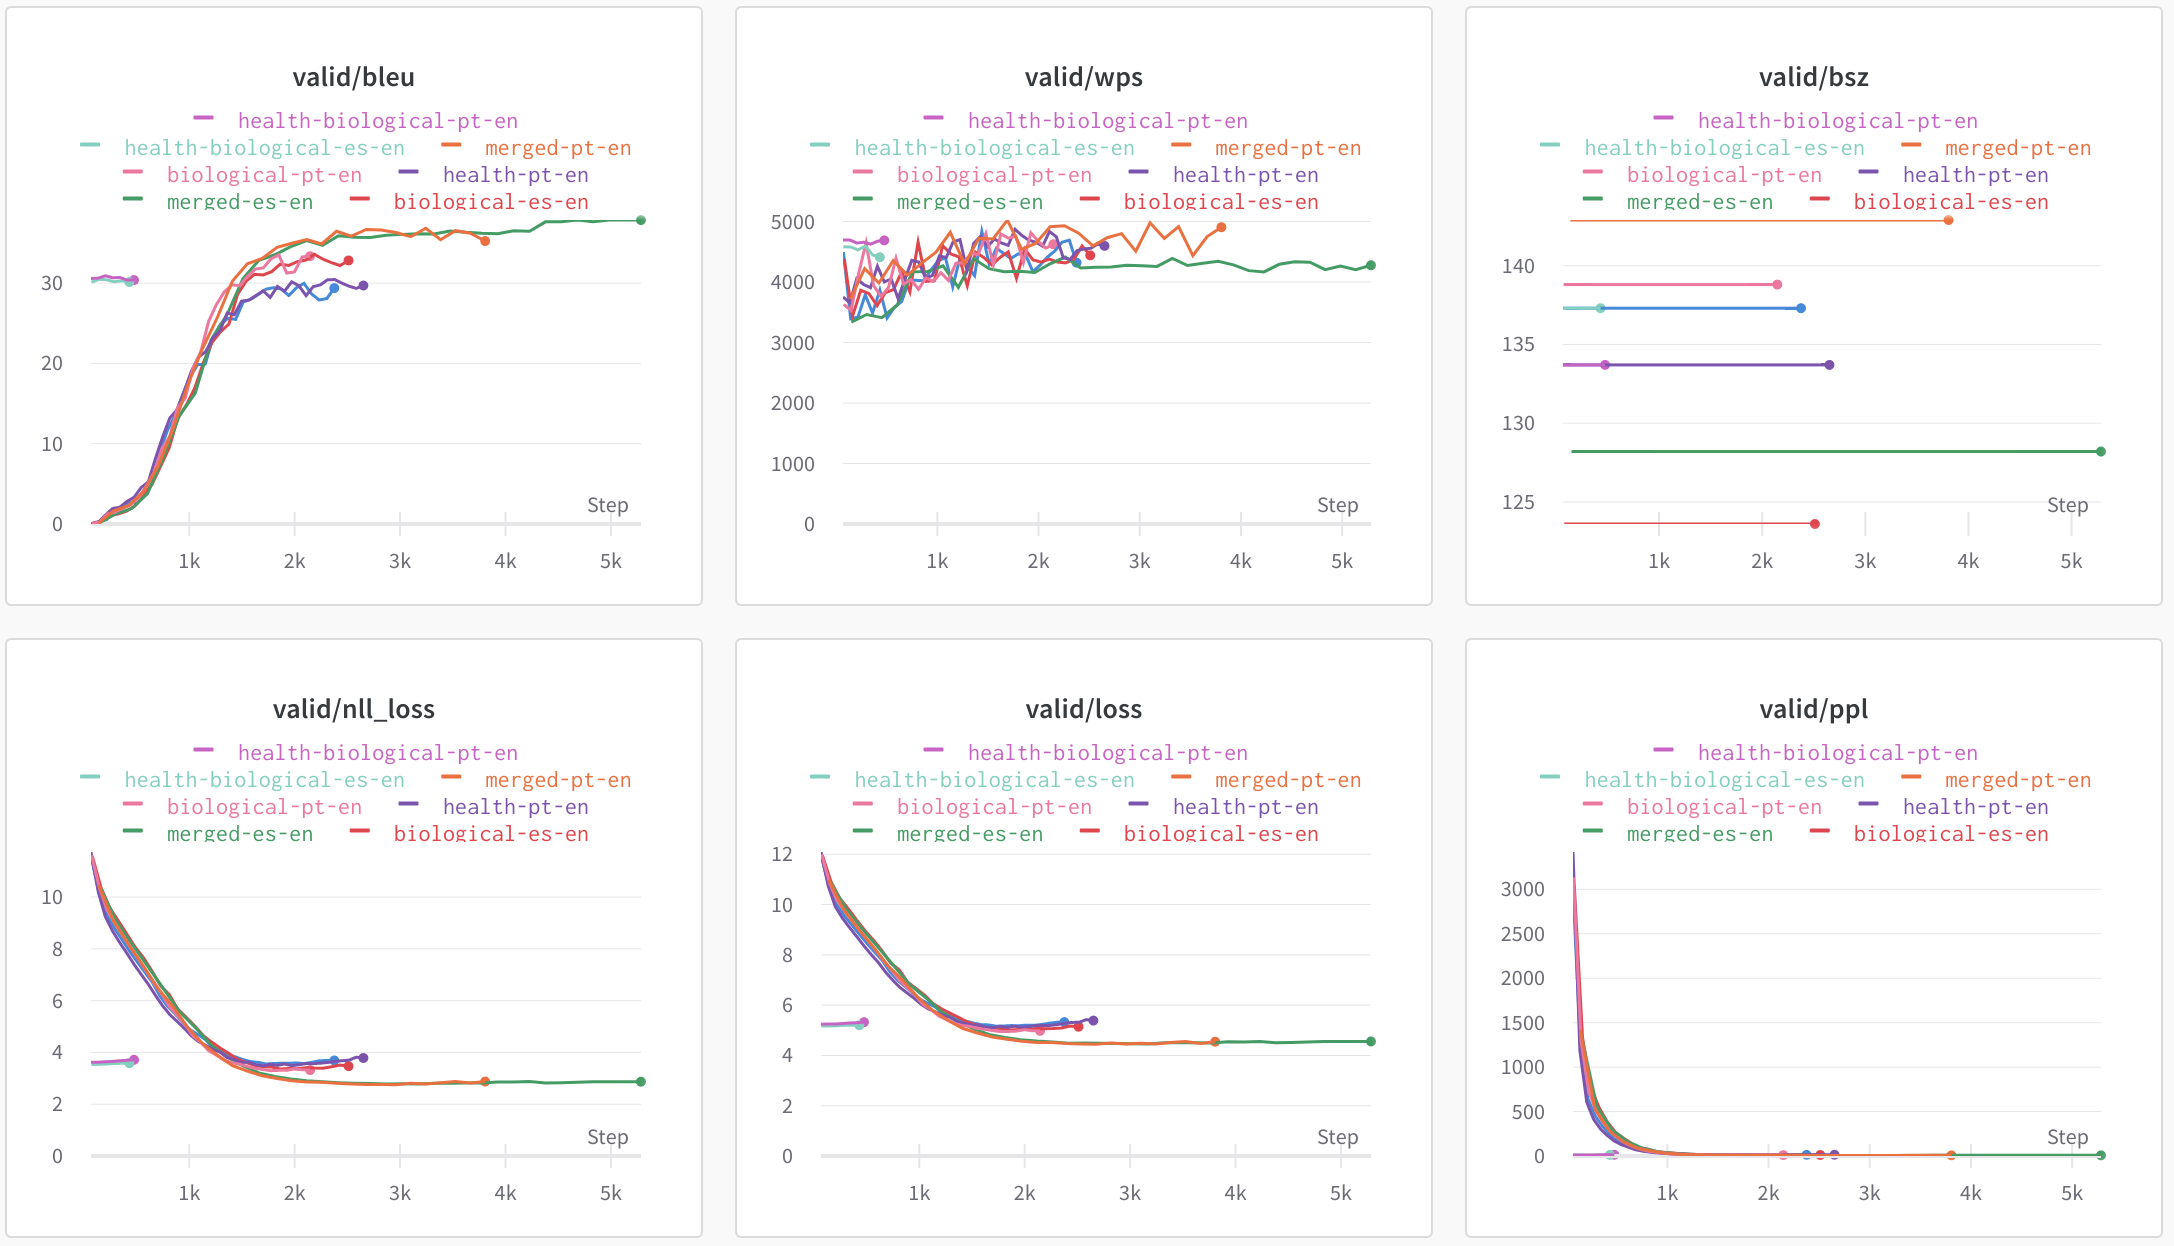 valid/bleu
health-biological-pt-en
health-biological-es-en merged-pt-en
biological-pt-en health-pt-en
merged-es-en biological-es-en
30
20
10
0
Step
1k 2k 3k 4k 5k
valid/wps
health-biological-pt-en
health-biological-es-en merged-pt-en
biological-pt-en health-pt-en
merged-es-en biological-es-en
5000
4000
3000
2000
1000
0
Step
1k 2k 3k 4k 5k
valid/bsz
health-biological-pt-en
health-biological-es-en merged-pt-en
biological-pt-en health-pt-en
merged-es-en biological-es-en
140
135
130
125
Step
1k 2k 3k 4k 5k
valid/nll_loss
health-biological-pt-en
health-biological-es-en merged-pt-en
biological-pt-en health-pt-en
merged-es-en biological-es-en
10
8
6
4
2
0
Step
1k 2k 3k 4k 5k
valid/loss
health-biological-pt-en
health-biological-es-en merged-pt-en
biological-pt-en health-pt-en
merged-es-en biological-es-en
12
10
8
6
4
2
0
Step
1k 2k 3k 4k 5k
valid/ppl
health-biological-pt-en
health-biological-es-en merged-pt-en
biological-pt-en health-pt-en
merged-es-en biological-es-en
3000
2500
2000
1500
1000
500
0
Step
1k 2k 3k 4k 5k